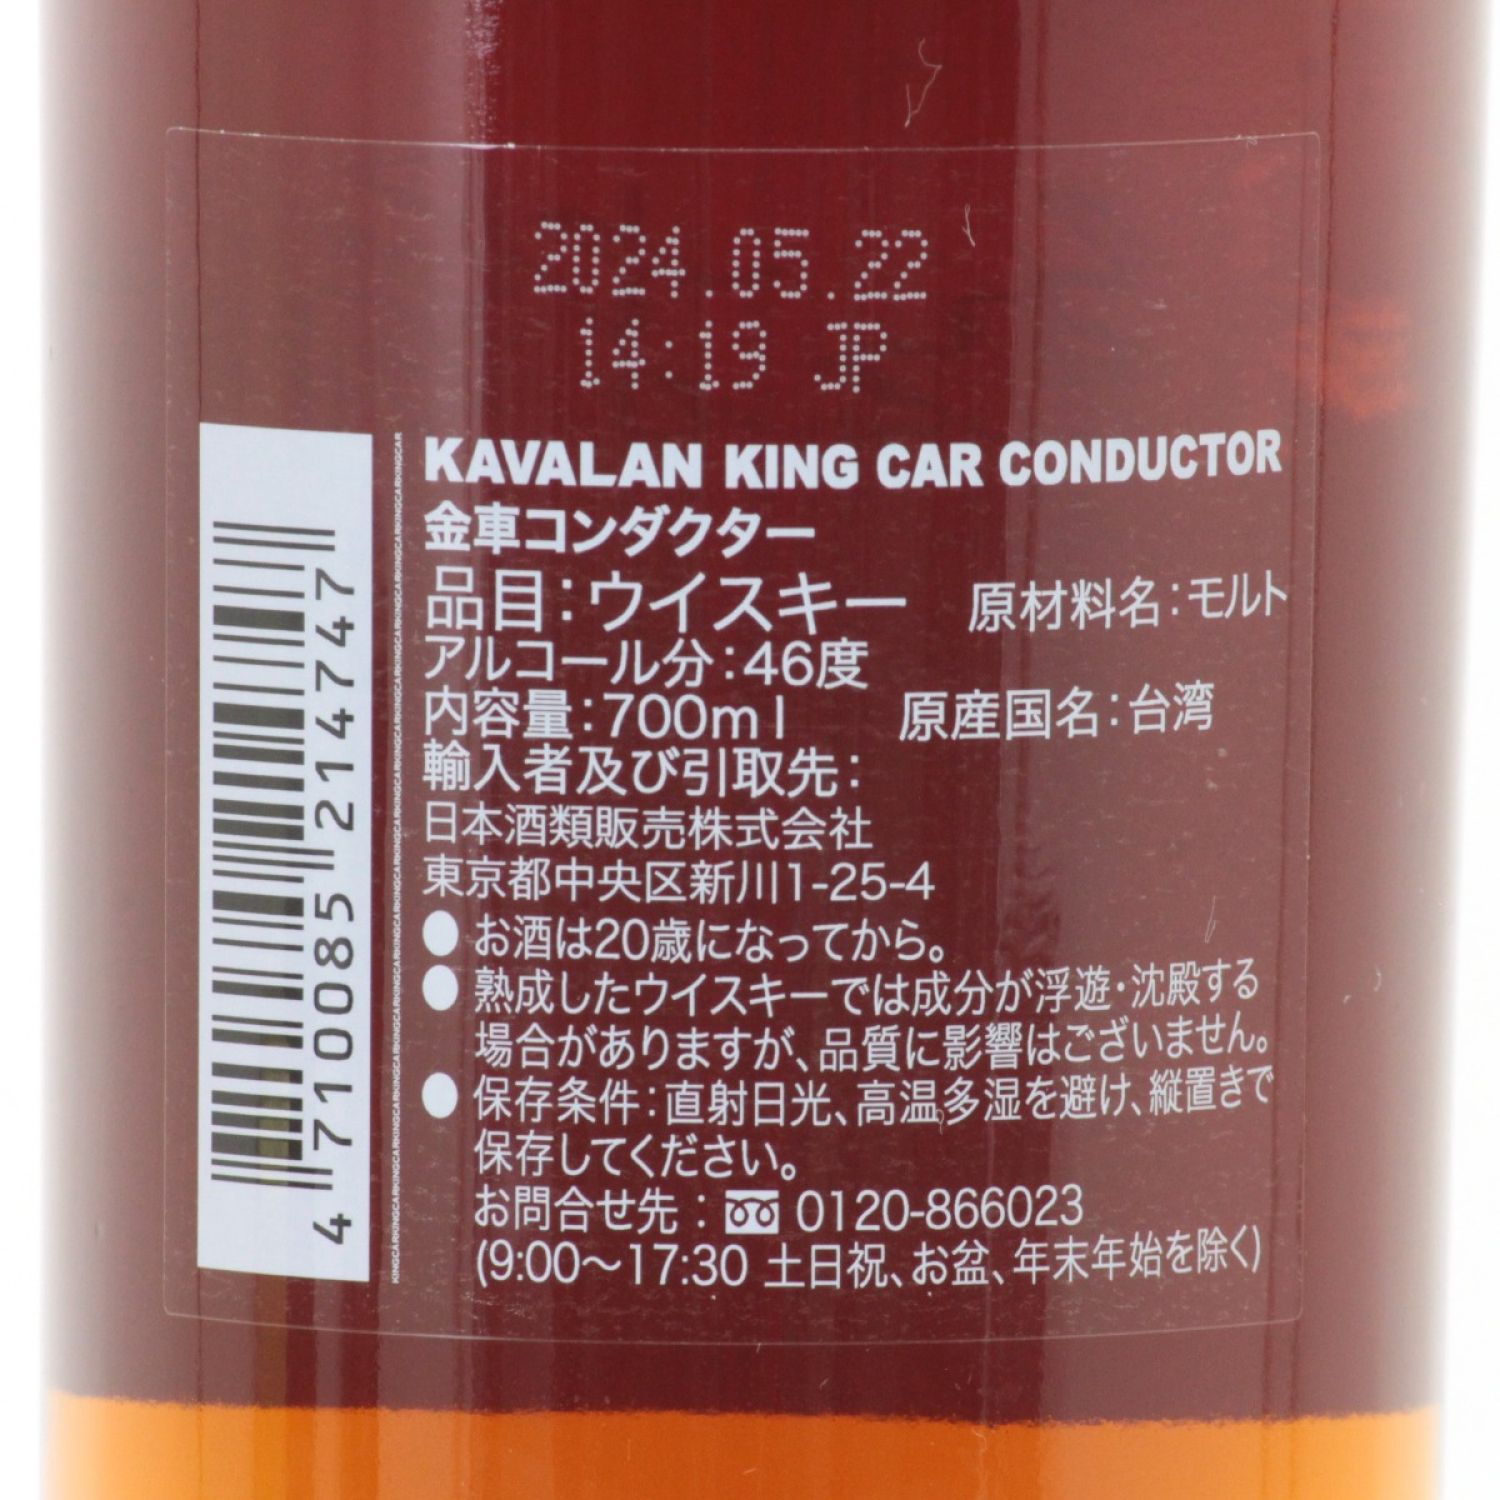 2024.05.22
14:19 JP
KAVALAN KING CAR CONDUCTOR
金車コンダクター
品目：ウイスキー 原材料名：モルト
アルコール分：46度
内容量：700ml 原産国名：台湾
輸入者及び引取先：
日本酒類販売株式会社
東京都中央区新川1-25-4
●お酒は20歳になってから。
●熟成したウイスキーでは成分が浮遊・沈殿する
場合がありますが、品質に影響はございません。
●保存条件：直射日光、高温多湿を避け、縦置きで
保存してください。
お問合せ先：0120-866023
(9:00～17:30 土日祝、お盆、年末年始を除く)
4 710085 214747